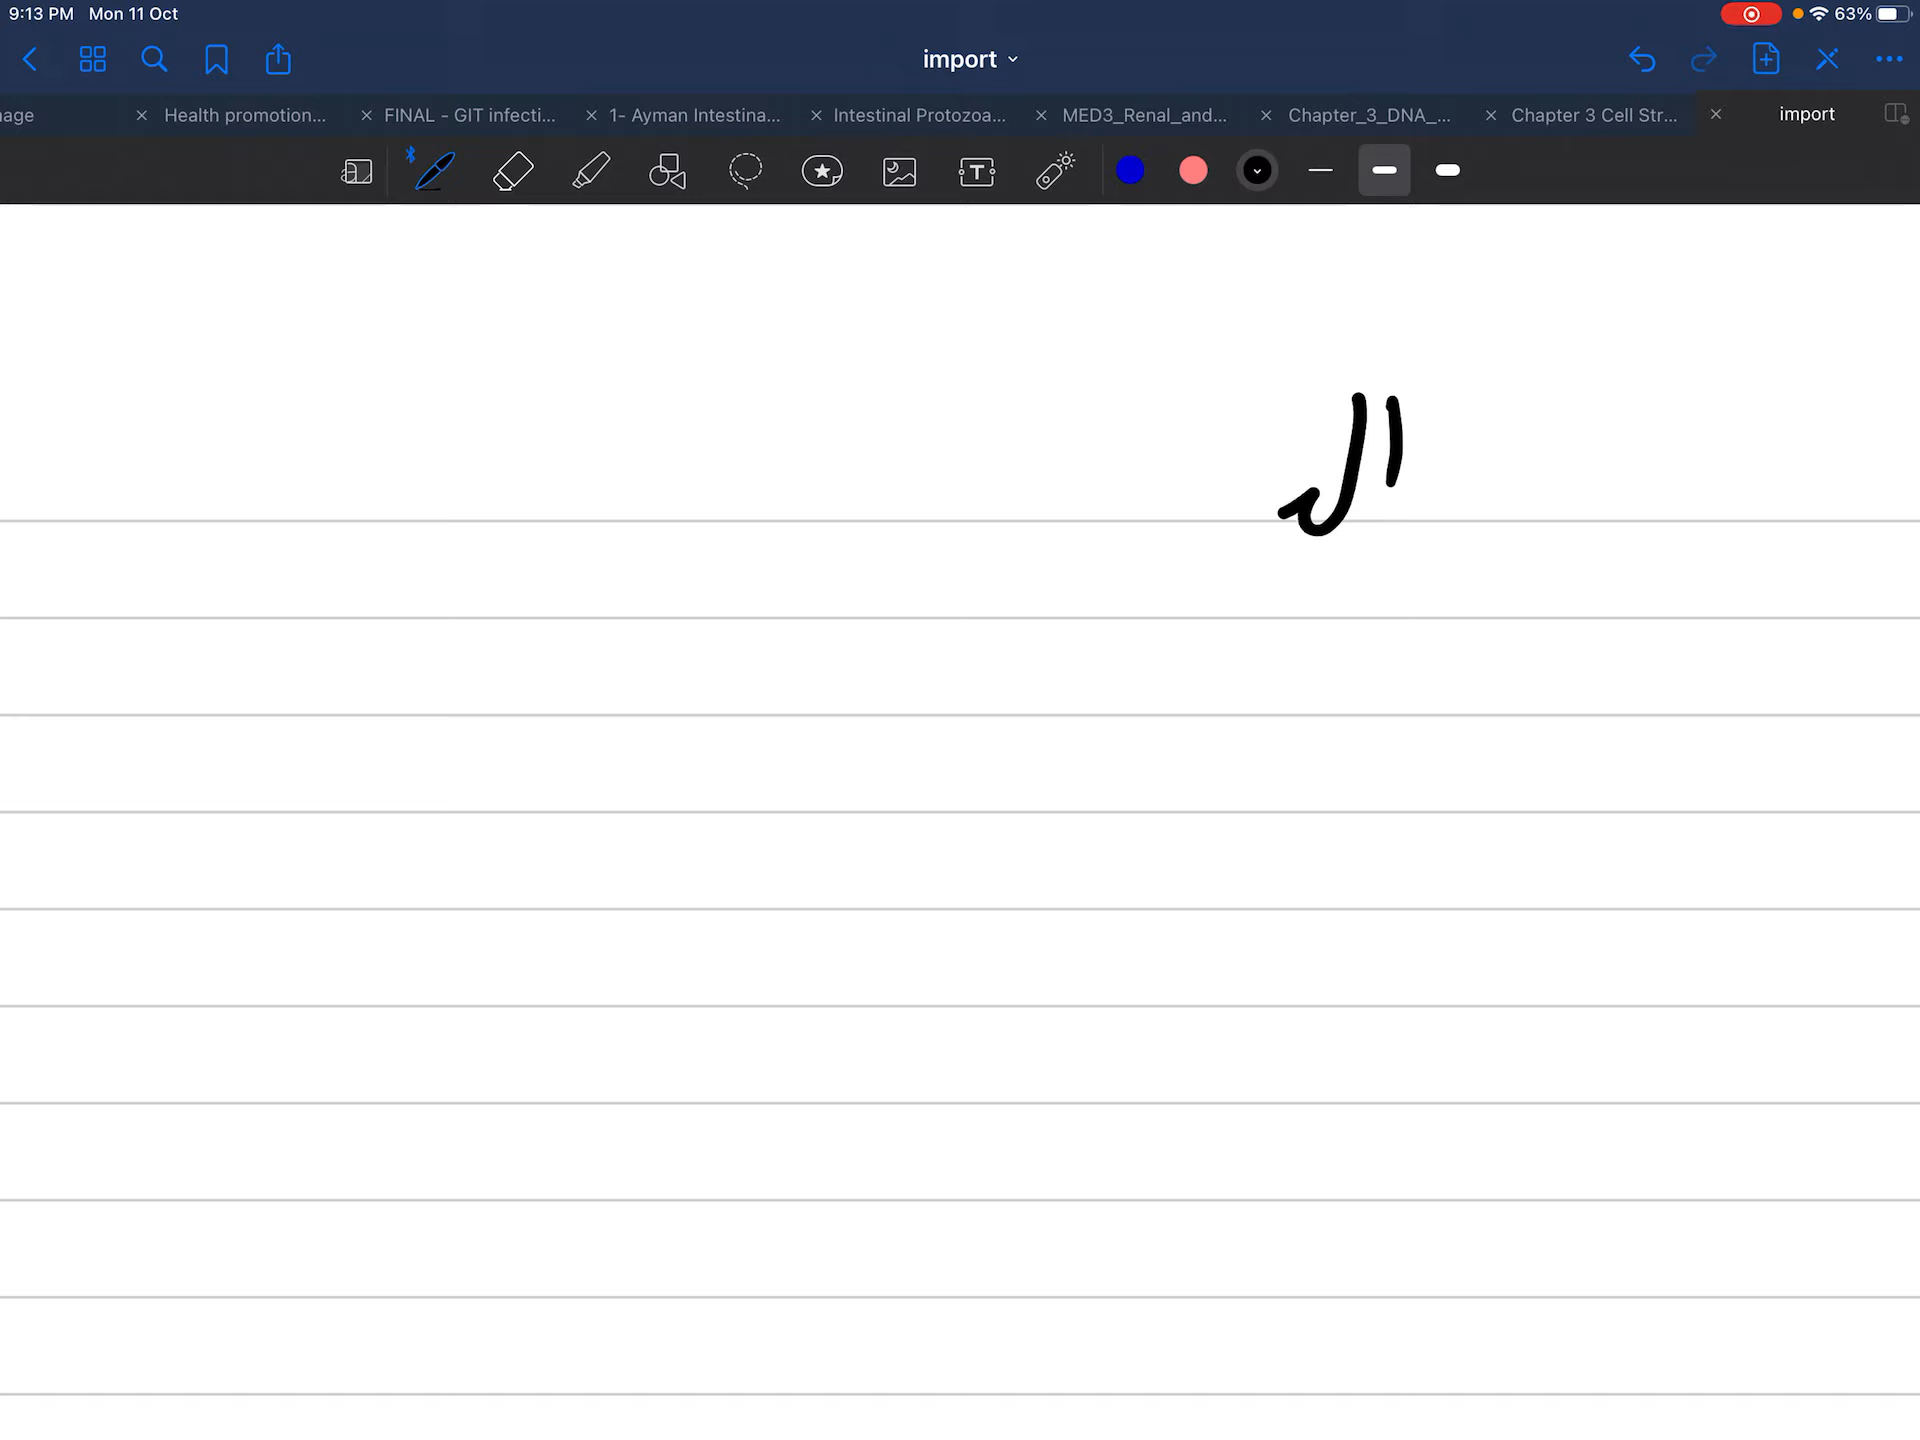 9:13 PM Mon 11 Oct 63%
import
age Health promotion... FINAL - GIT infecti... 1- Ayman Intestina... Intestinal Protozoa... MED3_Renal_and... Chapter_3_DNA_... Chapter 3 Cell Str... import
T